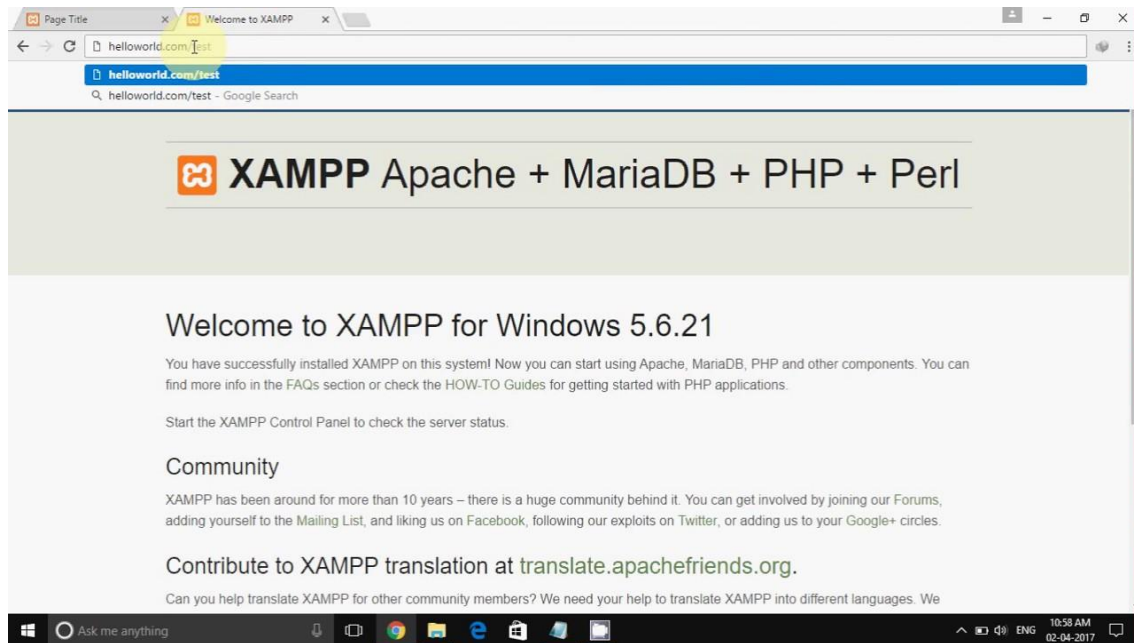 Page Title
Welcome to XAMPP
helloworld.com/test
helloworld.com/test
helloworld.com/test - Google Search
XAMPP Apache + MariaDB + PHP + Perl
Welcome to XAMPP for Windows 5.6.21
You have successfully installed XAMPP on this system! Now you can start using Apache, MariaDB, PHP and other components. You can
find more info in the FAQs section or check the HOW-TO Guides for getting started with PHP applications.
Start the XAMPP Control Panel to check the server status.
Community
XAMPP has been around for more than 10 years – there is a huge community behind it. You can get involved by joining our Forums,
adding yourself to the Mailing List, and liking us on Facebook, following our exploits on Twitter, or adding us to your Google+ circles.
Contribute to XAMPP translation at translate.apachefriends.org.
Can you help translate XAMPP for other community members? We need your help to translate XAMPP into different languages. We
Ask me anything
ENG
10:58 AM
02-04-2017